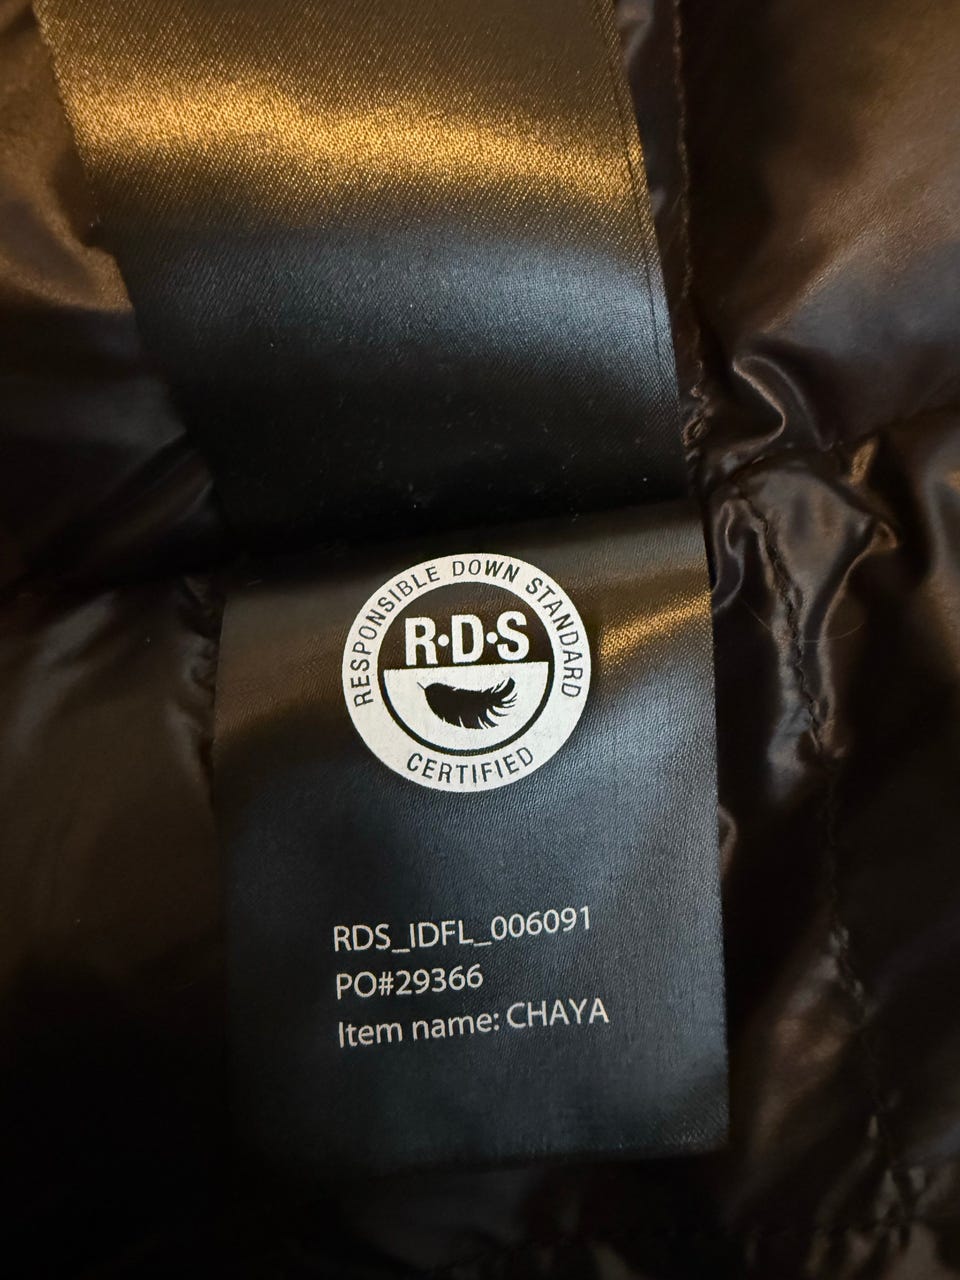 RESPONSIBLE DOWN STANDARD
R·D·S
CERTIFIED
RDS_IDFL_006091
PO#29366
Item name: CHAYA